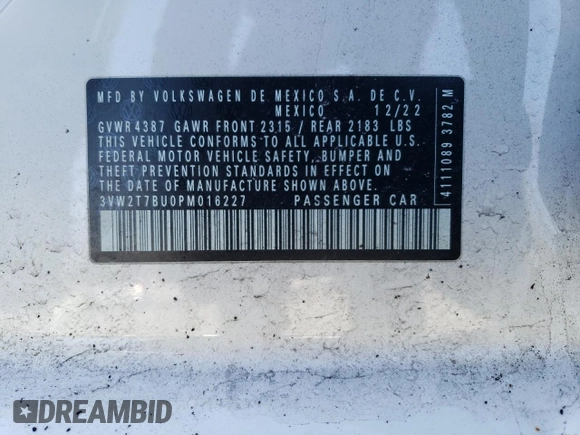 MFD BY VOLKSWAGEN DE MEXICO S.A. DE C.V.
MEXICO 12/22
GVWR 4387 GAWR FRONT 2315 / REAR 2183 LBS
THIS VEHICLE CONFORMS TO ALL APPLICABLE U.S.
FEDERAL MOTOR VEHICLE SAFETY, BUMPER AND
THEFT PREVENTION STANDARDS IN EFFECT ON
THE DATE OF MANUFACTURE SHOWN ABOVE.
3VW2T7BU0PM016227 PASSENGER CAR
4111089 3782 M
DREAMBID